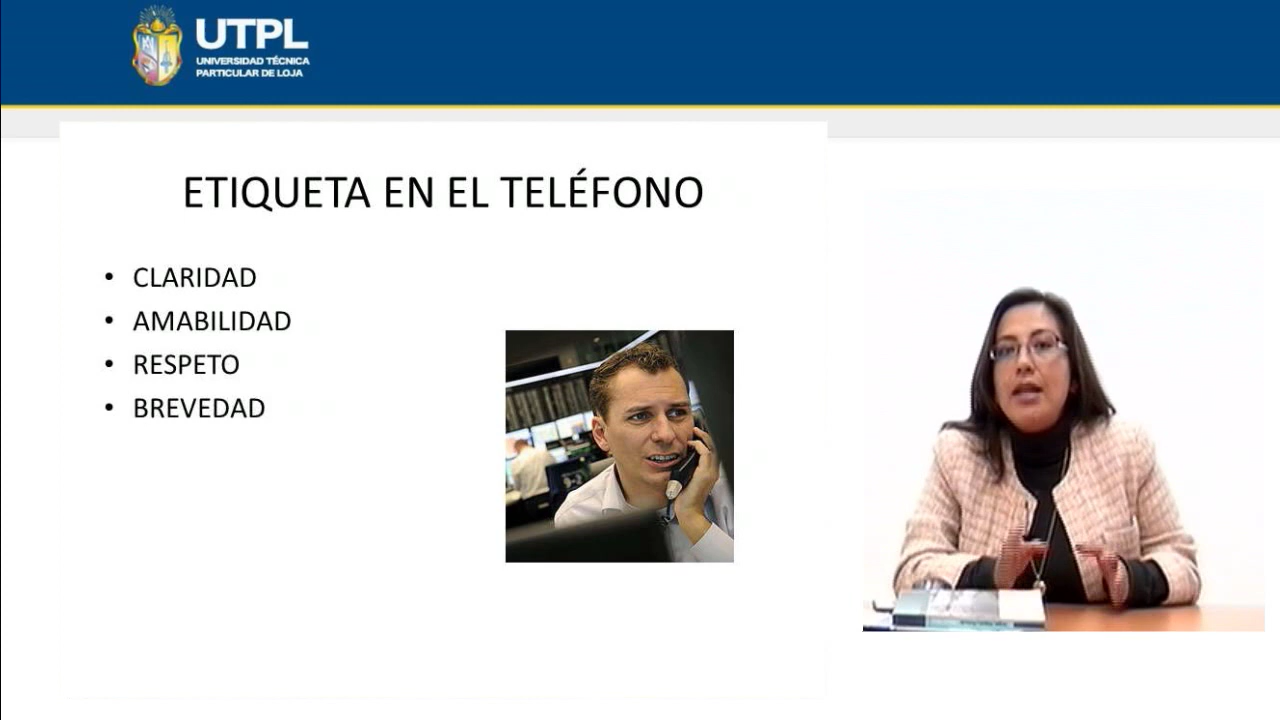 UTPL
UNIVERSIDAD TÉCNICA
PARTICULAR DE LOJA
ETIQUETA EN EL TELÉFONO
• CLARIDAD
• AMABILIDAD
• RESPETO
• BREVEDAD